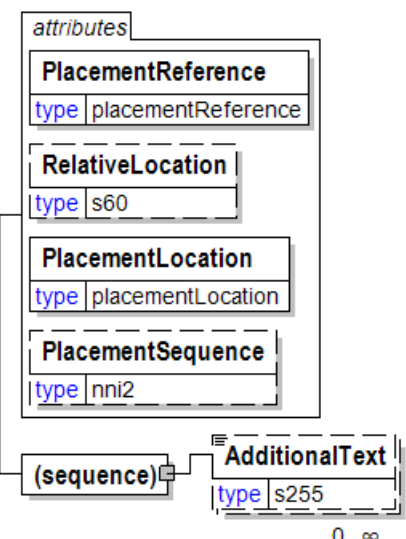 attributes
PlacementReference
type placementReference
RelativeLocation
type s60
PlacementLocation
type placementLocation
PlacementSequence
type nni2
(sequence)
AdditionalText
type s255
0..∞